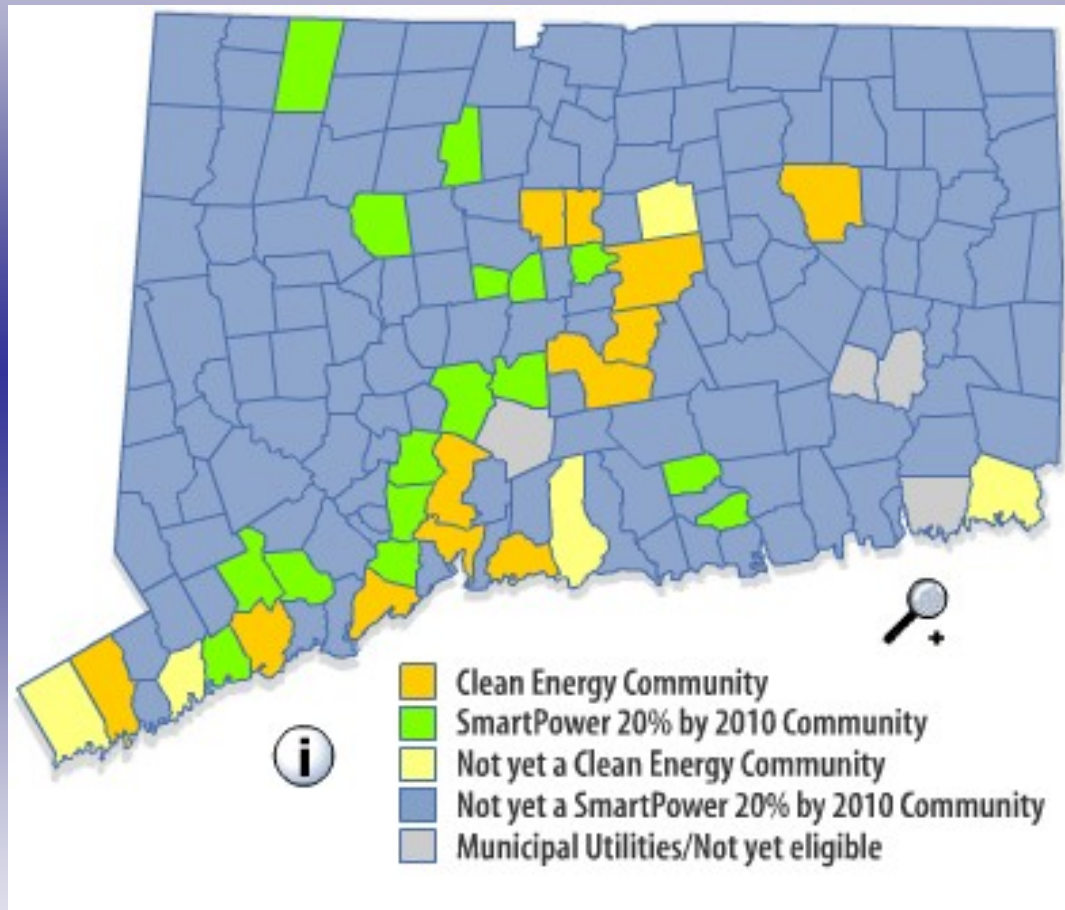 Clean Energy Community
SmartPower 20% by 2010 Community
Not yet a Clean Energy Community
Not yet a SmartPower 20% by 2010 Community
Municipal Utilities/Not yet eligible
i